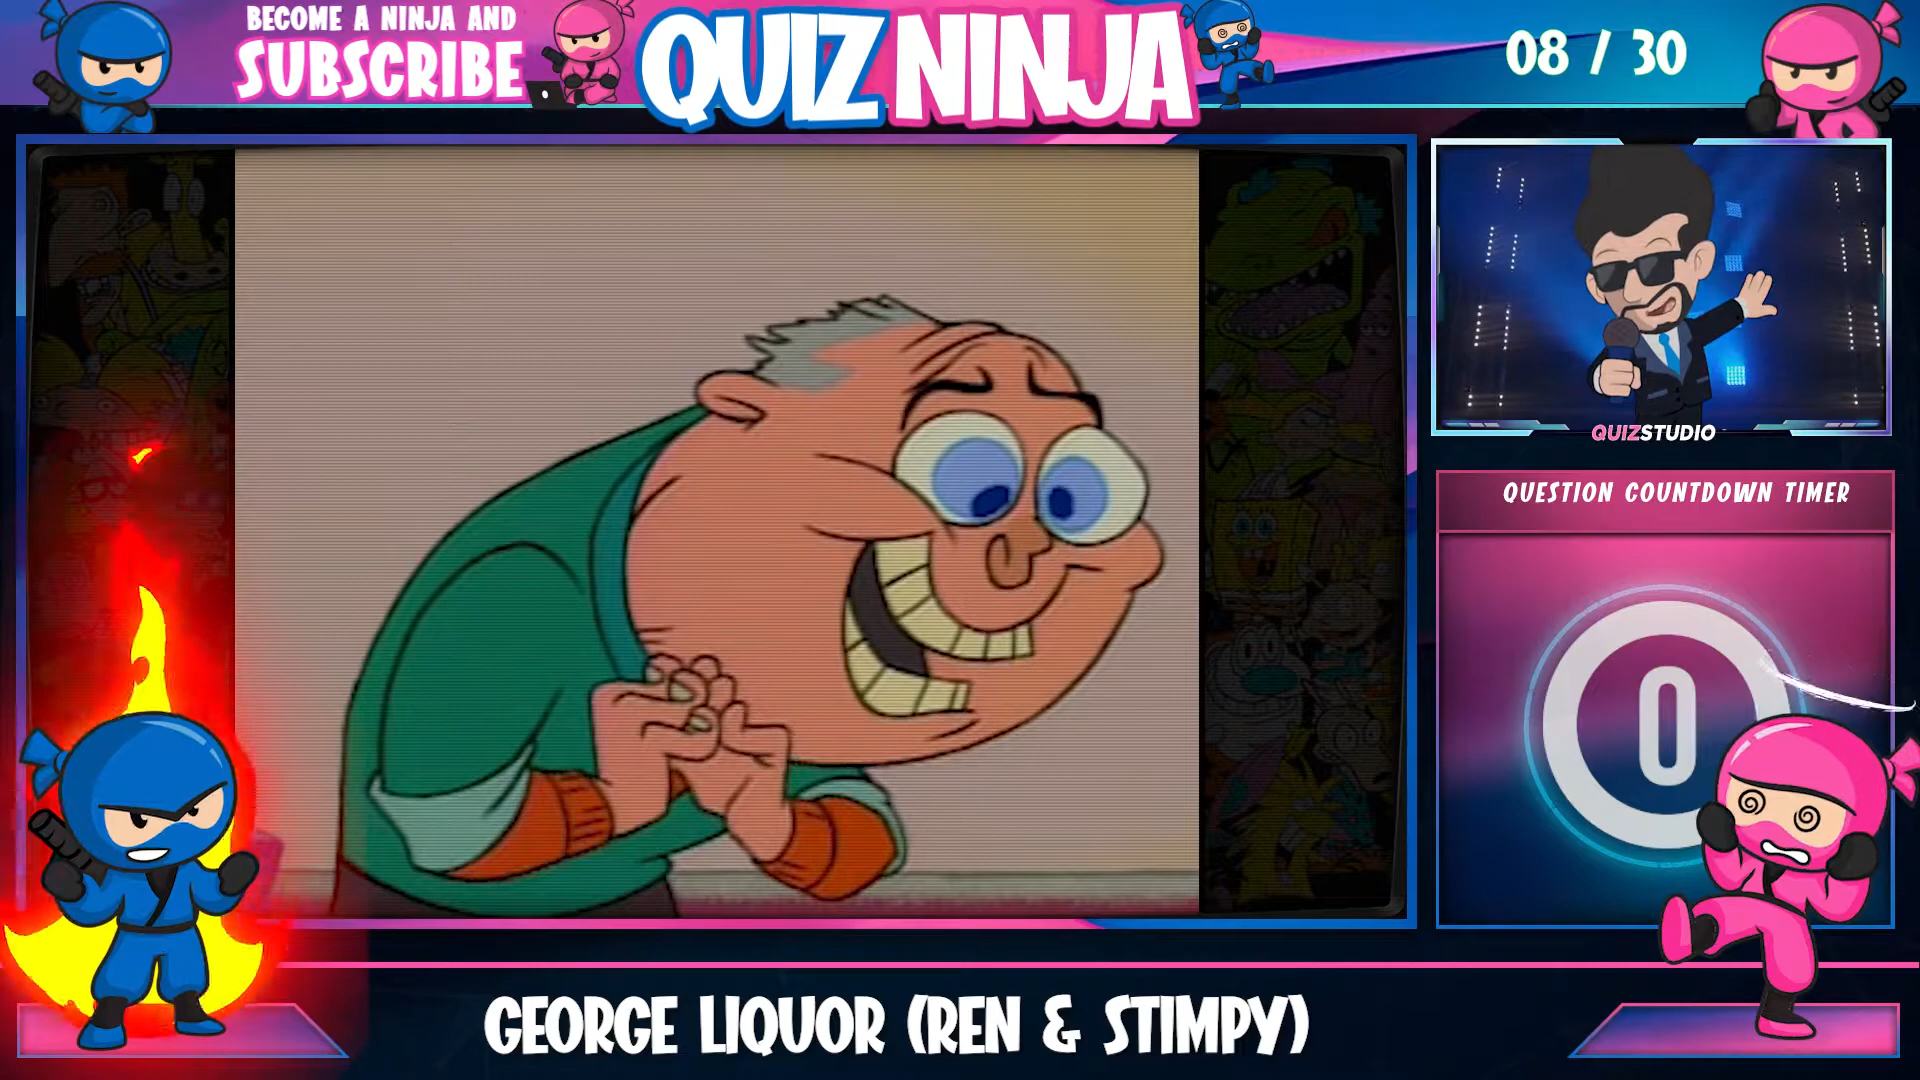 BECOME A NINJA AND
SUBSCRIBE
QUIZ NINJA
08 / 30
QUIZSTUDIO
QUESTION COUNTDOWN TIMER
0
GEORGE LIQUOR (REN & STIMPY)